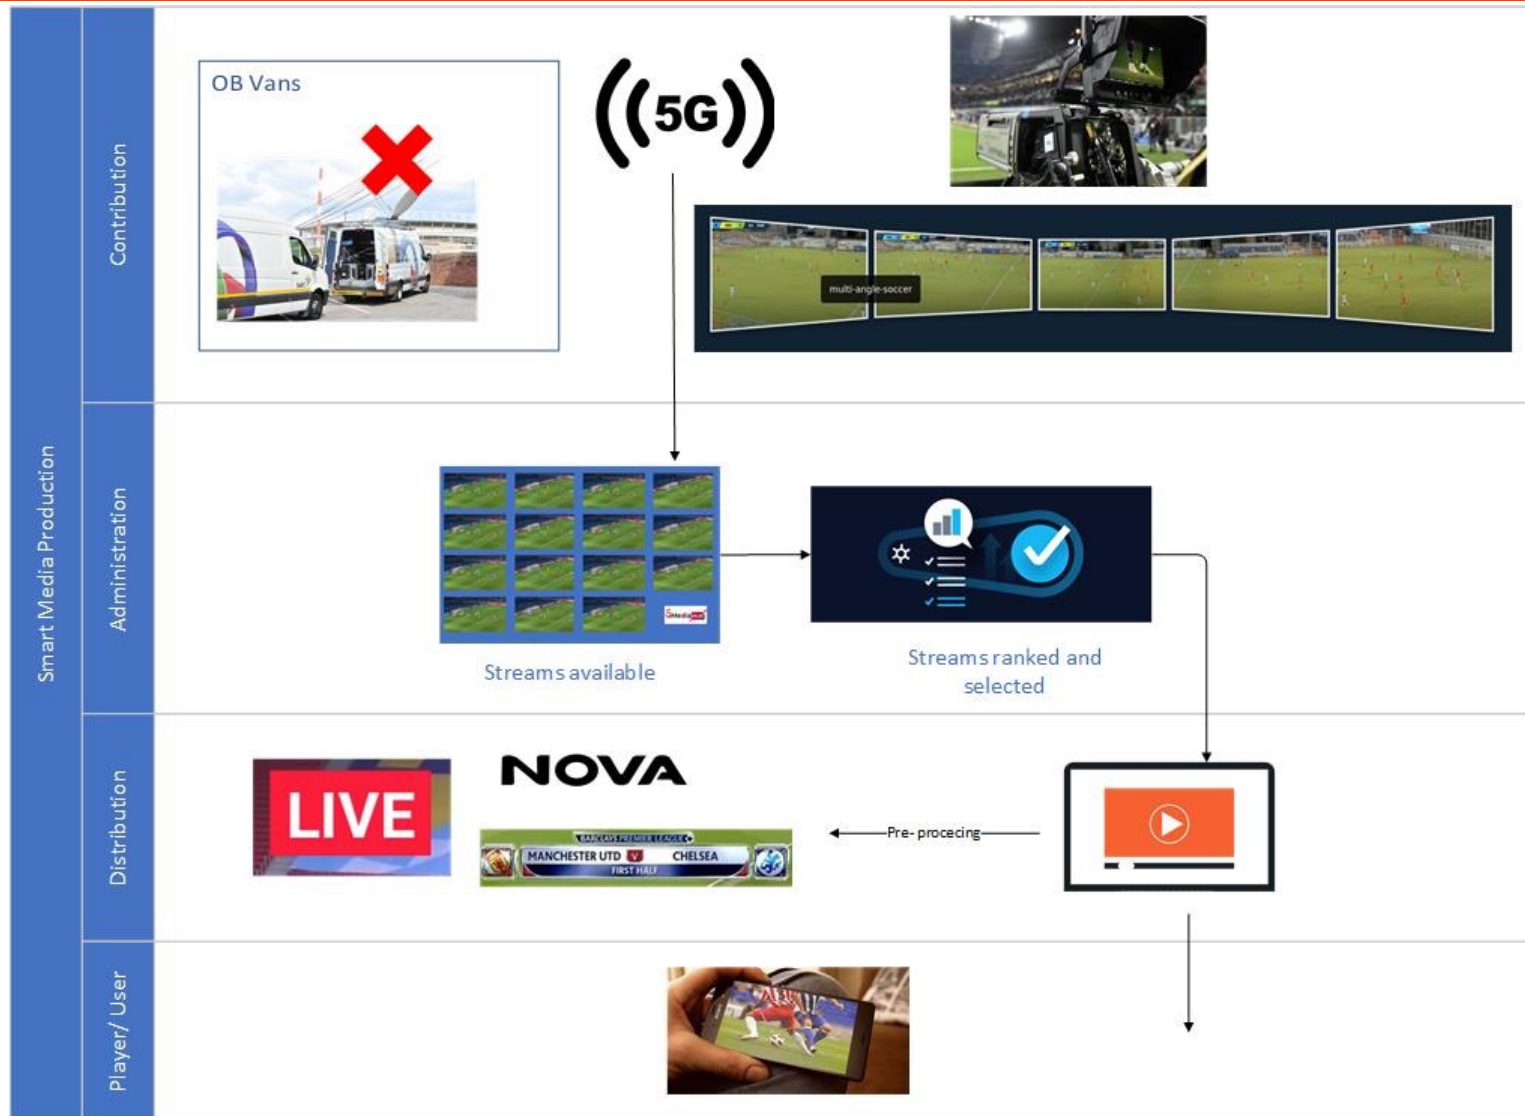 Smart Media Production
Contribution
OB Vans
((5G))
multi-angle-soccer
Administration
Streams available
Streams ranked and
selected
Distribution
LIVE
NOVA
BARCLAYS PREMIER LEAGUE
MANCHESTER UTD V CHELSEA
FIRST HALF
Pre- procecing
Player/ User